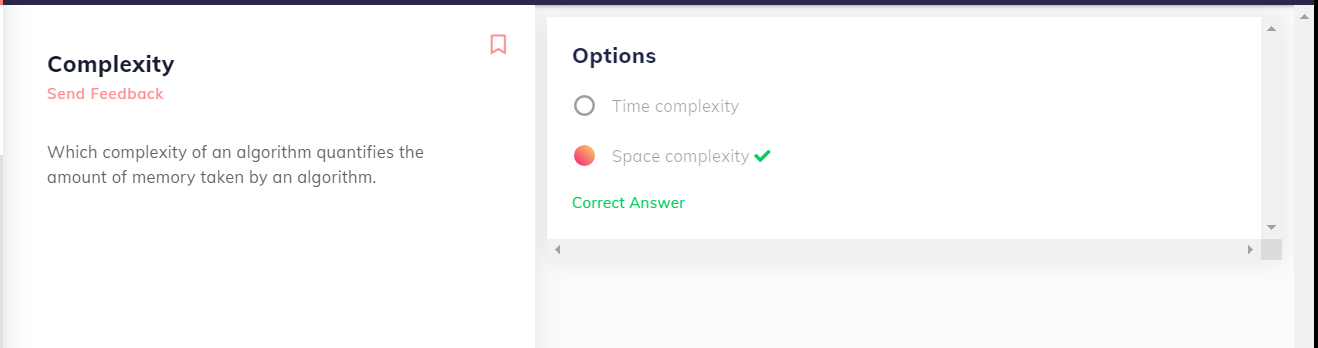 Complexity
Send Feedback
Which complexity of an algorithm quantifies the
amount of memory taken by an algorithm.
Options
Time complexity
Space complexity
Correct Answer